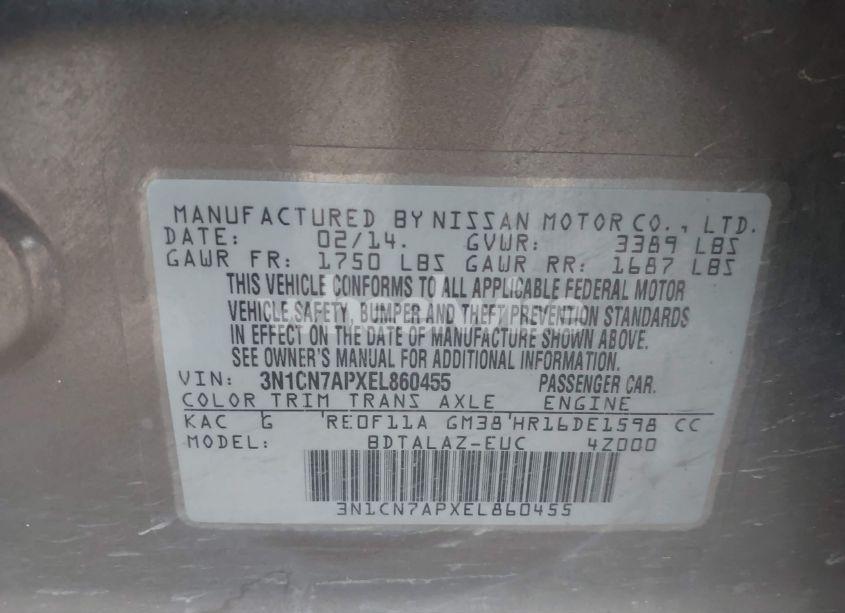 MANUFACTURED BY NISSAN MOTOR CO., LTD.
DATE: 02/14. GVWR: 3389 LBS
GAWR FR: 1750 LBS GAWR RR: 1687 LBS
THIS VEHICLE CONFORMS TO ALL APPLICABLE FEDERAL MOTOR
VEHICLE SAFETY, BUMPER AND THEFT PREVENTION STANDARDS
IN EFFECT ON THE DATE OF MANUFACTURE SHOWN ABOVE.
SEE OWNER'S MANUAL FOR ADDITIONAL INFORMATION.
VIN: 3N1CN7APXEL860455 PASSENGER CAR.
COLOR TRIM TRANS AXLE ENGINE
KAC G RE0F11A GM38 HR16DE1598 CC
MODEL: BDTALAZ-EUC 4Z000
3N1CN7APXEL860455